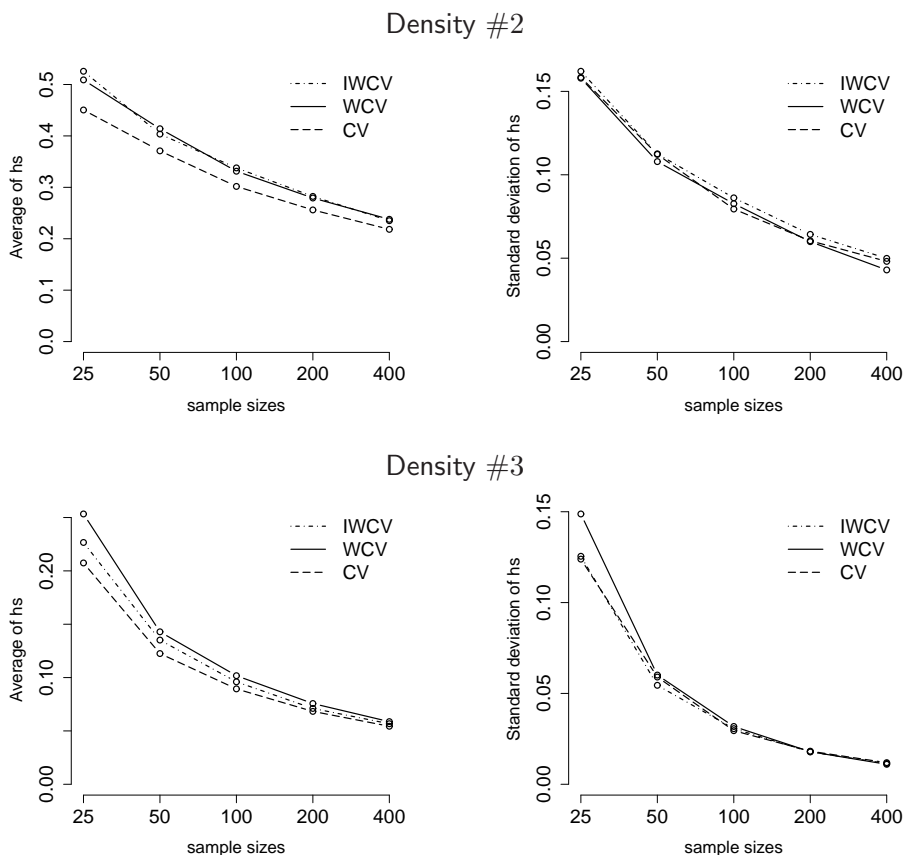 Density #2
Average of hs
0.0 0.1 0.2 0.3 0.4 0.5
IWCV
WCV
CV
25 50 100 200 400
sample sizes
Standard deviation of hs
0.00 0.05 0.10 0.15
IWCV
WCV
CV
25 50 100 200 400
sample sizes
Density #3
Average of hs
0.00 0.10 0.20
IWCV
WCV
CV
25 50 100 200 400
sample sizes
Standard deviation of hs
0.00 0.05 0.10 0.15
IWCV
WCV
CV
25 50 100 200 400
sample sizes